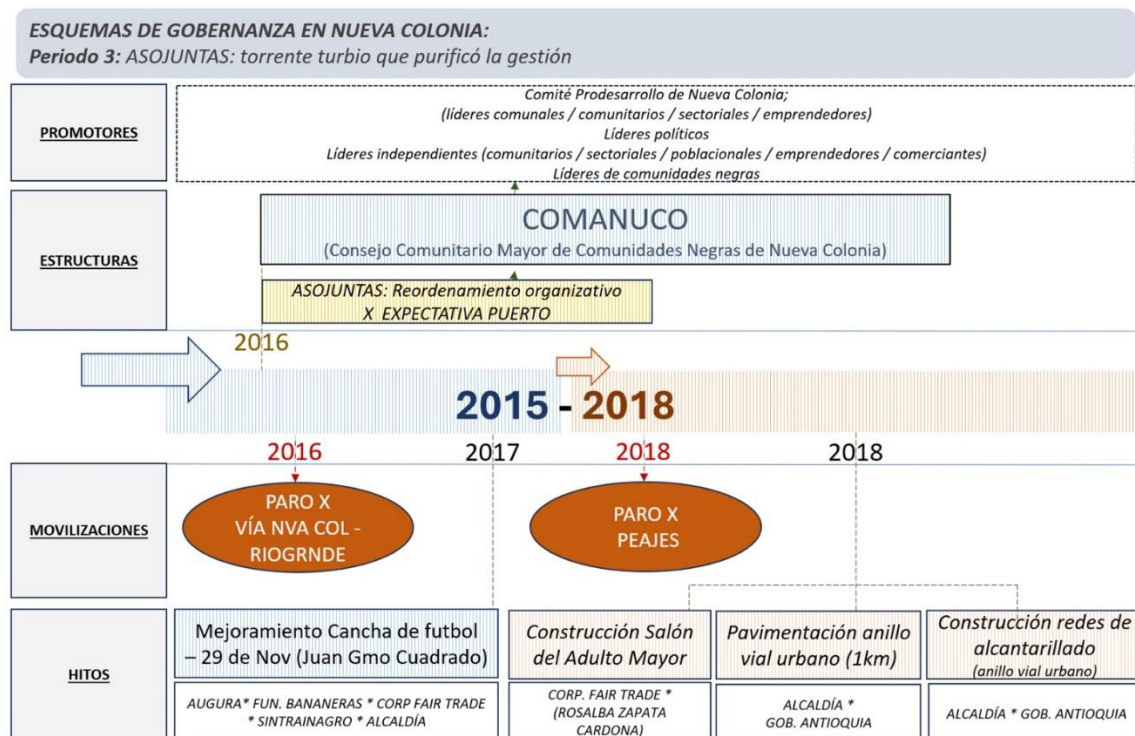 ESQUEMAS DE GOBERNANZA EN NUEVA COLONIA:
Periodo 3: ASOJUNTAS: torrente turbio que purificó la gestión
PROMOTORES
Comité Prodesarrollo de Nueva Colonia;
(líderes comunales / comunitarios / sectoriales / emprendedores)
Líderes políticos
Líderes independientes (comunitarios / sectoriales / poblacionales / emprendedores / comerciantes)
Líderes de comunidades negras
ESTRUCTURAS
COMANUCO
(Consejo Comunitario Mayor de Comunidades Negras de Nueva Colonia)
ASOJUNTAS: Reordenamiento organizativo
X EXPECTATIVA PUERTO
2016
2015 - 2018
2016
2017
2018
2018
MOVILIZACIONES
PARO X
VÍA NVA COL -
RIOGRNDE
PARO X
PEAJES
HITOS
Mejoramiento Cancha de futbol
– 29 de Nov (Juan Gmo Cuadrado)
AUGURA* FUN. BANANERAS * CORP FAIR TRADE
* SINTRAINAGRO * ALCALDÍA
Construcción Salón
del Adulto Mayor
CORP. FAIR TRADE *
(ROSALBA ZAPATA
CARDONA)
Pavimentación anillo
vial urbano (1km)
ALCALDÍA *
GOB. ANTIOQUIA
Construcción redes de
alcantarillado
(anillo vial urbano)
ALCALDÍA * GOB. ANTIOQUIA